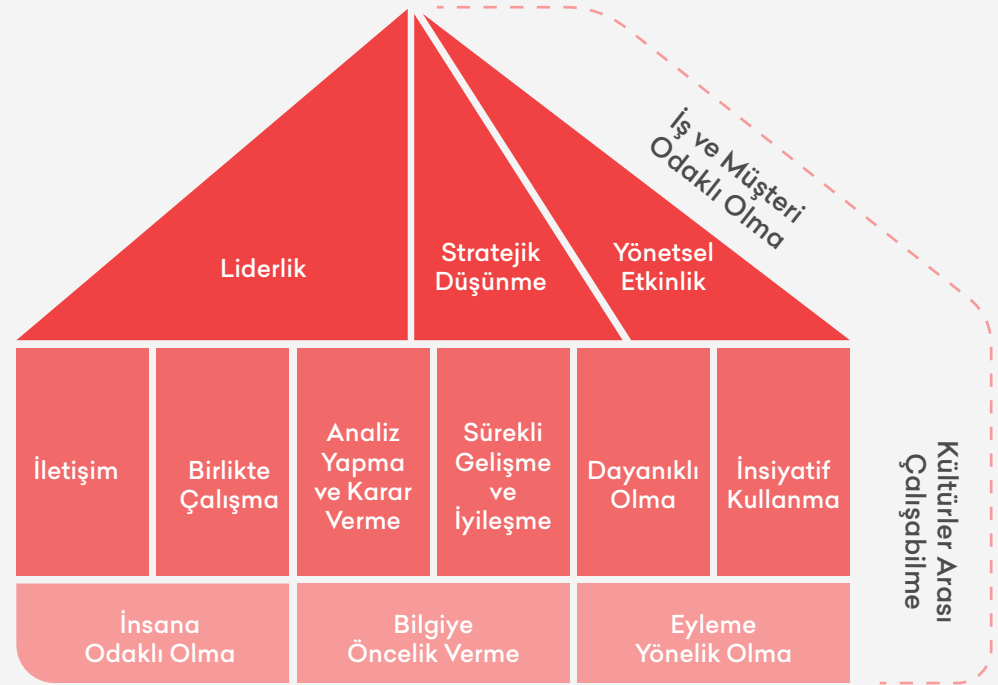 İş ve Müşteri
Odaklı Olma
Liderlik
Stratejik
Düşünme
Yönetsel
Etkinlik
İletişim
Birlikte
Çalışma
Analiz
Yapma
ve Karar
Verme
Sürekli
Gelişme
ve
İyileşme
Dayanıklı
Olma
İnsiyatif
Kullanma
Kültürler Arası
Çalışabilme
İnsana
Odaklı Olma
Bilgiye
Öncelik Verme
Eyleme
Yönelik Olma